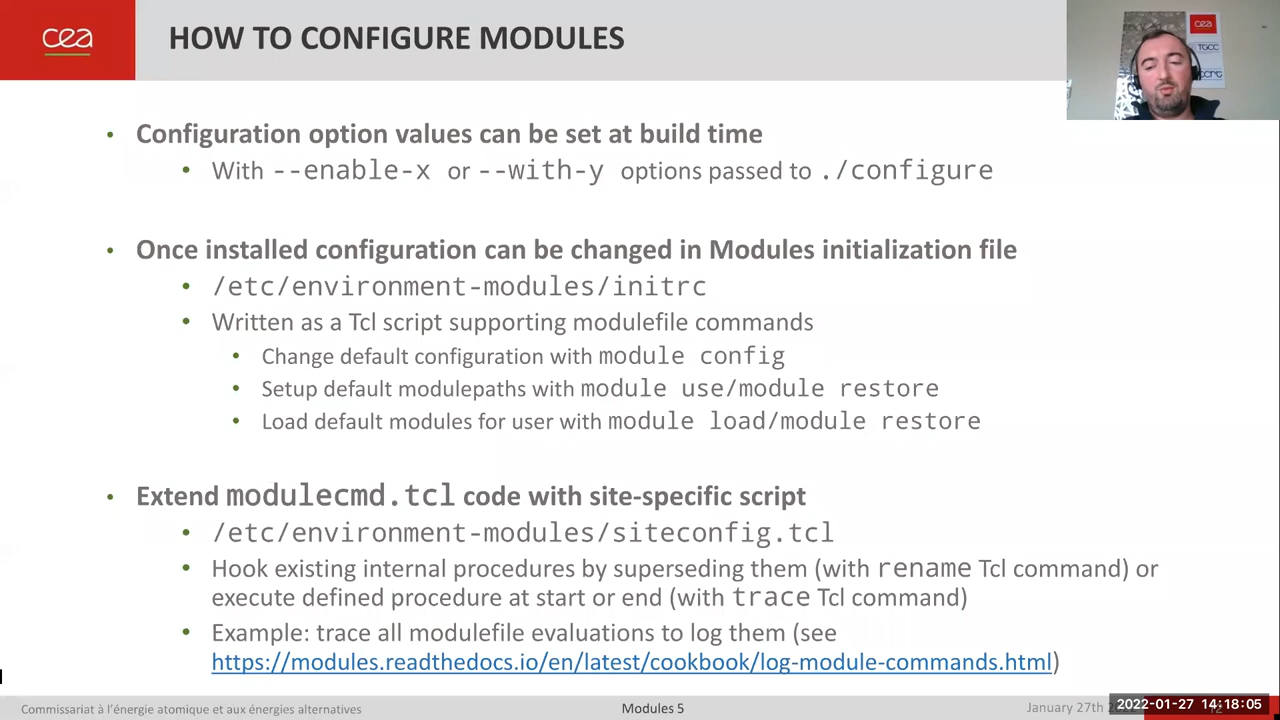 cea
HOW TO CONFIGURE MODULES
cea
TGCC
ccrt
• Configuration option values can be set at build time
• With --enable-x or --with-y options passed to ./configure
• Once installed configuration can be changed in Modules initialization file
• /etc/environment-modules/initrc
• Written as a Tcl script supporting modulefile commands
• Change default configuration with module config
• Setup default modulepaths with module use/module restore
• Load default modules for user with module load/module restore
• Extend modulecmd.tcl code with site-specific script
• /etc/environment-modules/siteconfig.tcl
• Hook existing internal procedures by superseding them (with rename Tcl command) or
execute defined procedure at start or end (with trace Tcl command)
• Example: trace all modulefile evaluations to log them (see
https://modules.readthedocs.io/en/latest/cookbook/log-module-commands.html)
Commissariat à l'énergie atomique et aux énergies alternatives
Modules 5
January 27th
2022-01-27 14:18:05